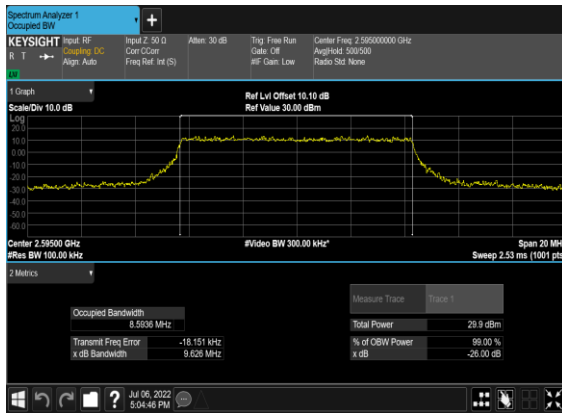 Spectrum Analyzer 1
Occupied BW
KEYSIGHT
R T
LXI
Input: RF
Coupling: DC
Align: Auto
Input Z: 50 Ω
Corr CCorr
Freq Ref: Int (S)
Atten: 30 dB
Trig: Free Run
Gate: Off
#IF Gain: Low
Center Freq: 2.595000000 GHz
Avg|Hold: 500/500
Radio Std: None
1 Graph
Scale/Div 10.0 dB
Ref Lvl Offset 10.10 dB
Ref Value 30.00 dBm
Log
20.0
10.0
0.00
-10.0
-20.0
-30.0
-40.0
-50.0
-60.0
Center 2.59500 GHz
#Res BW 100.00 kHz
#Video BW 300.00 kHz*
Span 20 MH
Sweep 2.53 ms (1001 pts
2 Metrics
Measure Trace
Trace 1
Occupied Bandwidth
8.5936 MHz
Total Power
29.9 dBm
Transmit Freq Error
-18.151 kHz
% of OBW Power
99.00 %
x dB Bandwidth
9.626 MHz
x dB
-26.00 dB
?
Jul 06, 2022
5:04:46 PM